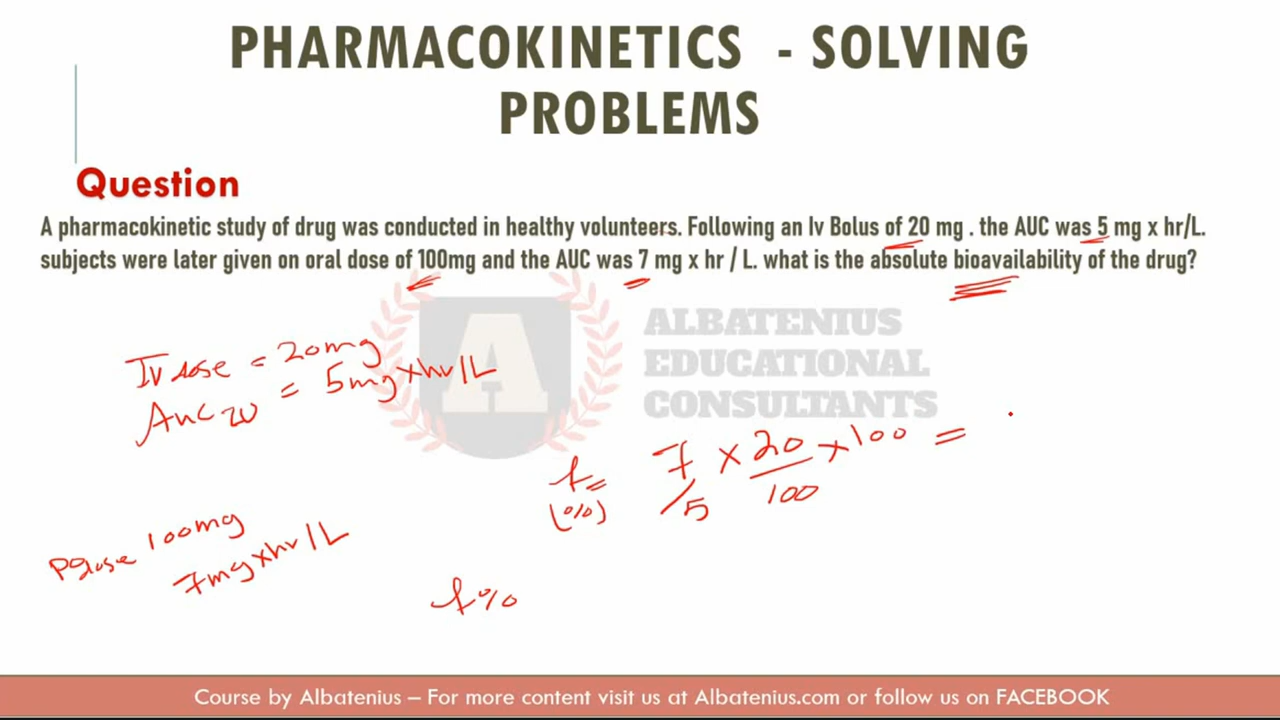 PHARMACOKINETICS - SOLVING
PROBLEMS
Question
A pharmacokinetic study of drug was conducted in healthy volunteers. Following an Iv Bolus of 20 mg . the AUC was 5 mg x hr/L.
subjects were later given on oral dose of 100mg and the AUC was 7 mg x hr / L. what is the absolute bioavailability of the drug?
A
ALBATENIUS
EDUCATIONAL
CONSULTANTS
IV dose = 20mg
AUC IV = 5mg x hr/L
f = 7/5 x 20/100 x 100 =
(%)
dose 100mg
7mg x hr/L
f%
Course by Albatenius – For more content visit us at Albatenius.com or follow us on FACEBOOK